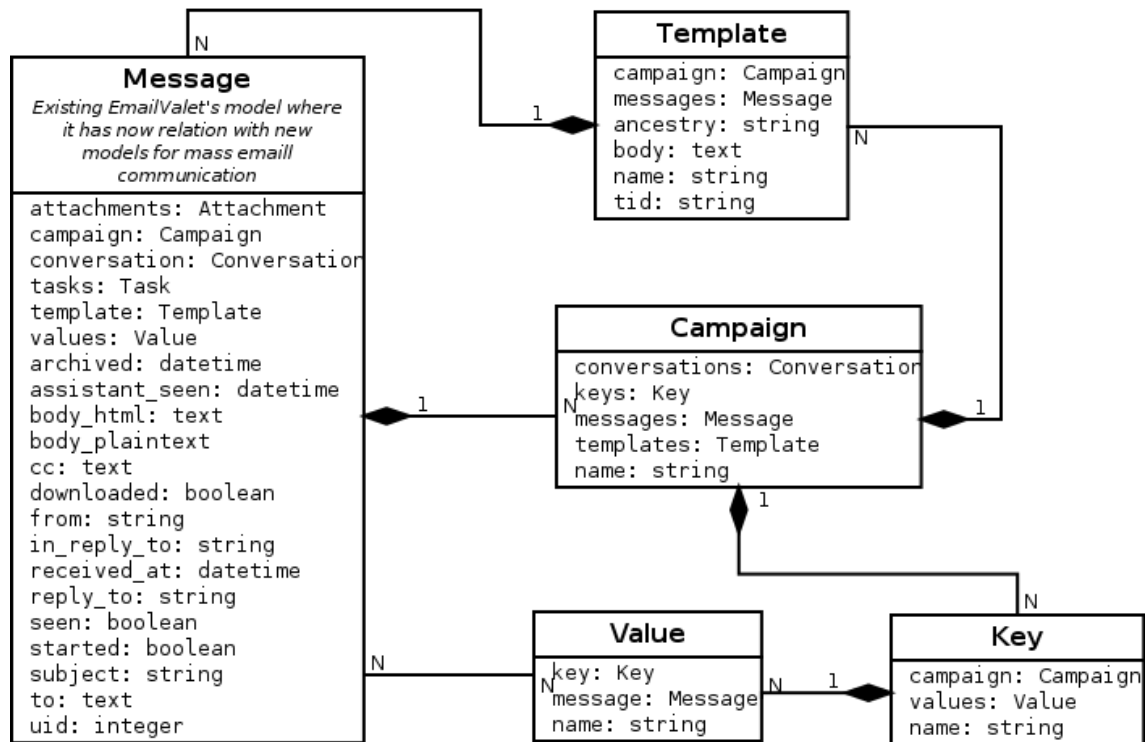 Message
Existing EmailValet's model where
it has now relation with new
models for mass emaill
communication
attachments: Attachment
campaign: Campaign
conversation: Conversation
tasks: Task
template: Template
values: Value
archived: datetime
assistant_seen: datetime
body_html: text
body_plaintext
cc: text
downloaded: boolean
from: string
in_reply_to: string
received_at: datetime
reply_to: string
seen: boolean
started: boolean
subject: string
to: text
uid: integer
N
1
Template
campaign: Campaign
messages: Message
ancestry: string
body: text
name: string
tid: string
N
1
1
N
Campaign
conversations: Conversation
keys: Key
messages: Message
templates: Template
name: string
1
N
N
N
Value
key: Key
message: Message
name: string
N
1
Key
campaign: Campaign
values: Value
name: string